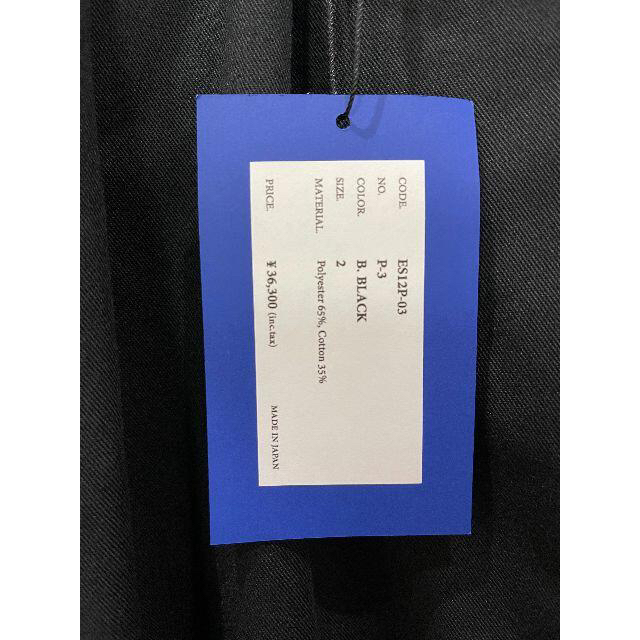 CODE. ES12P-03
NO. P-3
COLOR. B. BLACK
SIZE. 2
MATERIAL. Polyester 65%, Cotton 35%
PRICE. ¥ 36,300 (inc.tax)
MADE IN JAPAN